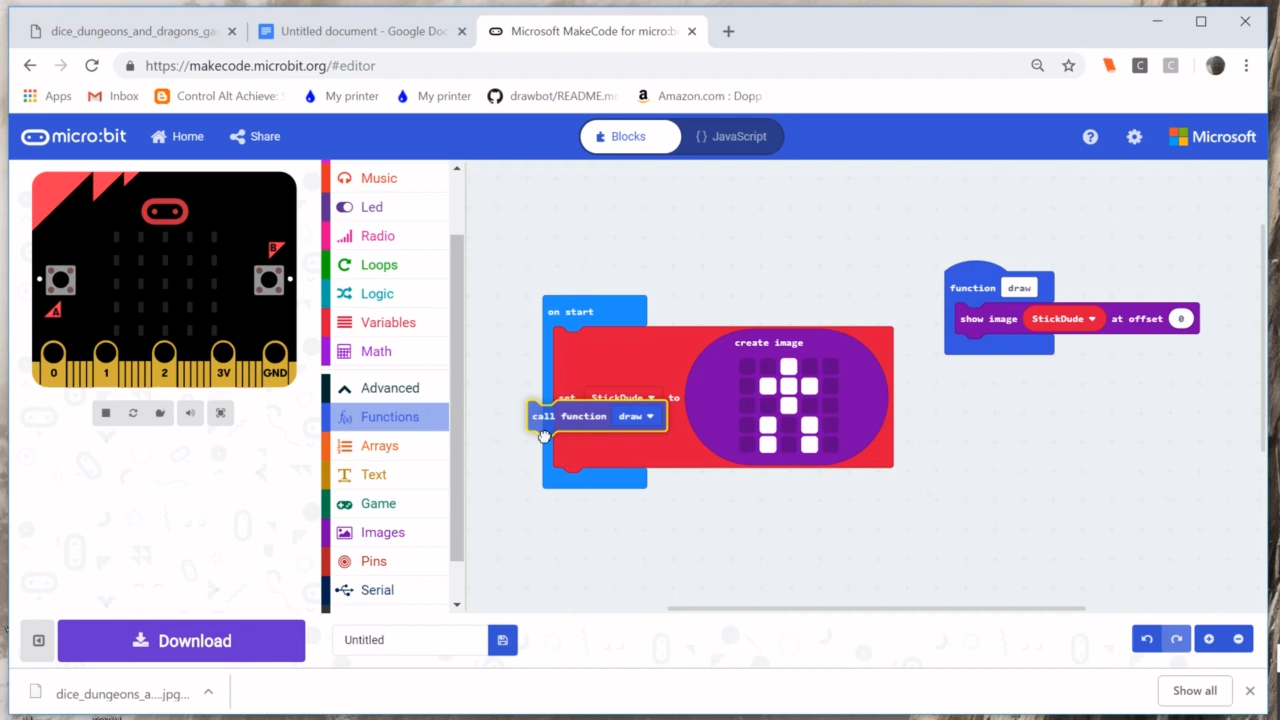 dice_dungeons_and_dragons_ga
Untitled document - Google Doc
Microsoft MakeCode for micro:bi
https://makecode.microbit.org/#editor
Apps
Inbox
Control Alt Achieve:
My printer
My printer
drawbot/README.m
Amazon.com : Dopp
micro:bit
Home
Share
Blocks
{} JavaScript
Microsoft
A
B
0 1 2 3V GND
Music
Led
Radio
Loops
Logic
Variables
Math
Advanced
Functions
Arrays
Text
Game
Images
Pins
Serial
on start
create image
set StickDude to
call function draw
function draw
show image StickDude at offset 0
Download
Untitled
dice_dungeons_a....jpg...
Show all